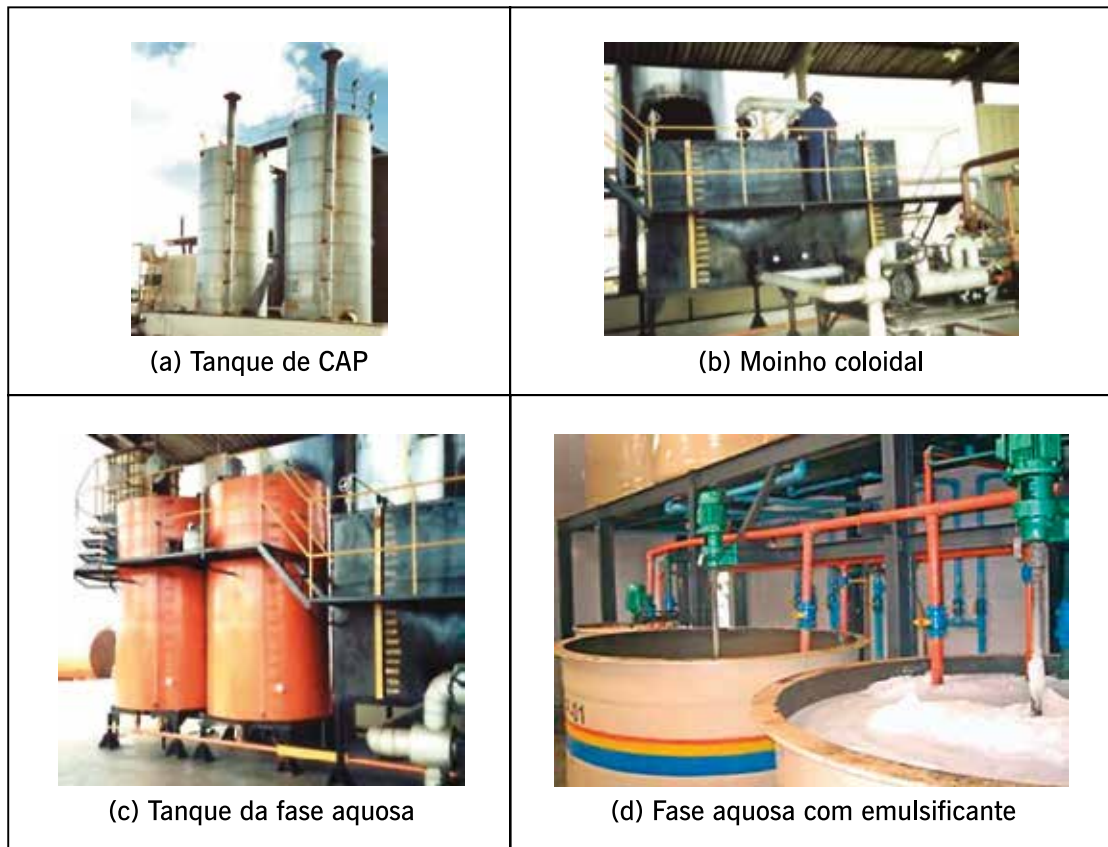 (a) Tanque de CAP
(b) Moinho coloidal
(c) Tanque da fase aquosa
(d) Fase aquosa com emulsificante